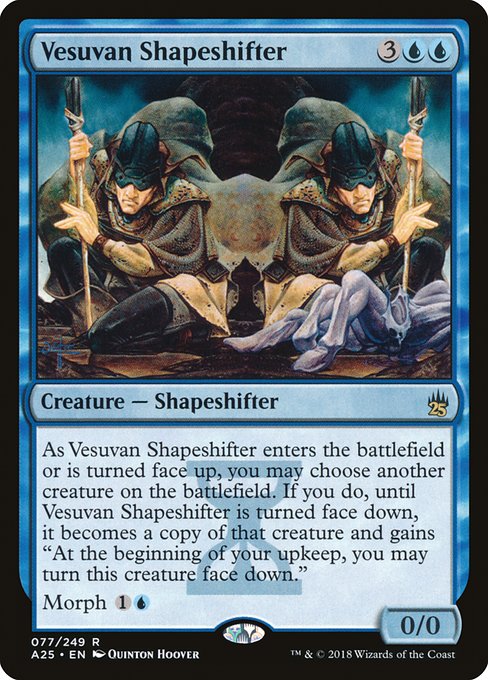 Vesuvan Shapeshifter 3
Creature — Shapeshifter
25
As Vesuvan Shapeshifter enters the battlefield
or is turned face up, you may choose another
creature on the battlefield. If you do, until
Vesuvan Shapeshifter is turned face down,
it becomes a copy of that creature and gains
“At the beginning of your upkeep, you may
turn this creature face down.”
Morph 1
0/0
077/249 R
A25 • EN Quinton Hoover
™ & © 2018 Wizards of the Coast